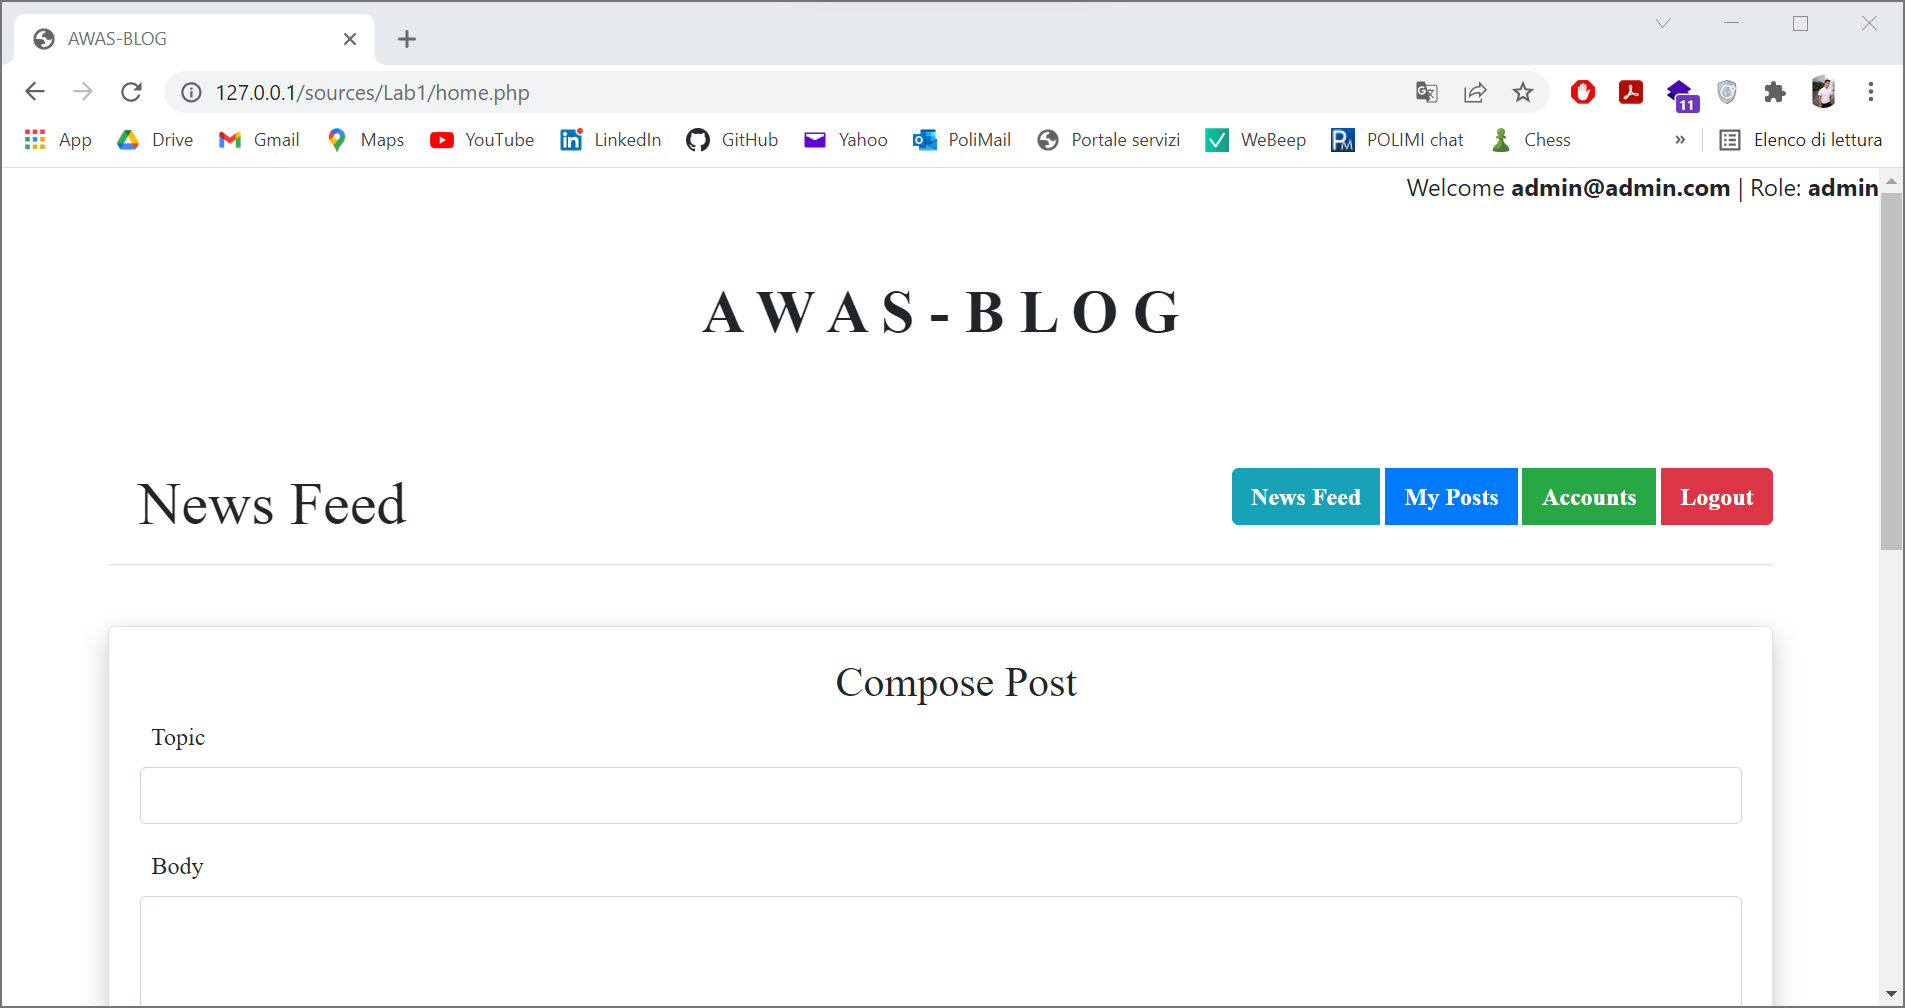 AWAS-BLOG
127.0.0.1/sources/Lab1/home.php
11
App Drive Gmail Maps YouTube LinkedIn GitHub Yahoo PoliMail Portale servizi WeBeep POLIMI chat Chess » Elenco di lettura
Welcome admin@admin.com | Role: admin
AWAS-BLOG
News Feed
News Feed My Posts Accounts Logout
Compose Post
Topic
Body